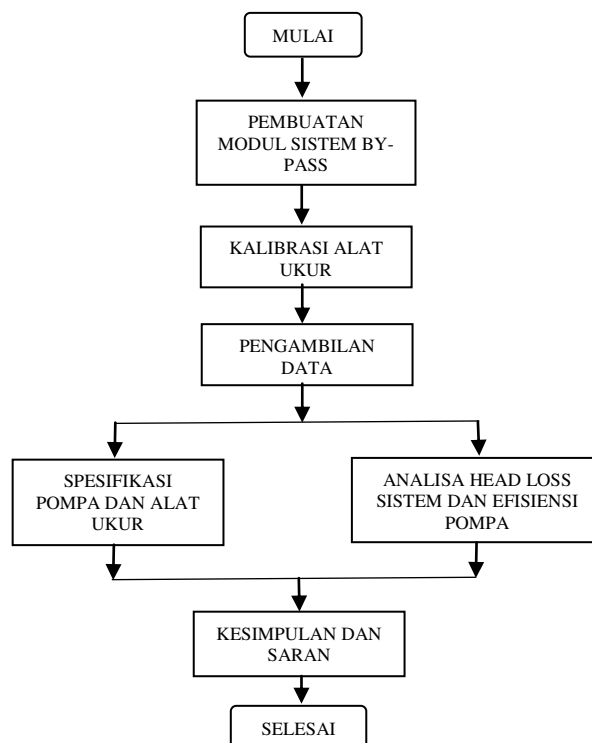 MULAI
PEMBUATAN
MODUL SISTEM BY-
PASS
KALIBRASI ALAT
UKUR
PENGAMBILAN
DATA
SPESIFIKASI
POMPA DAN ALAT
UKUR
ANALISA HEAD LOSS
SISTEM DAN EFISIENSI
POMPA
KESIMPULAN DAN
SARAN
SELESAI